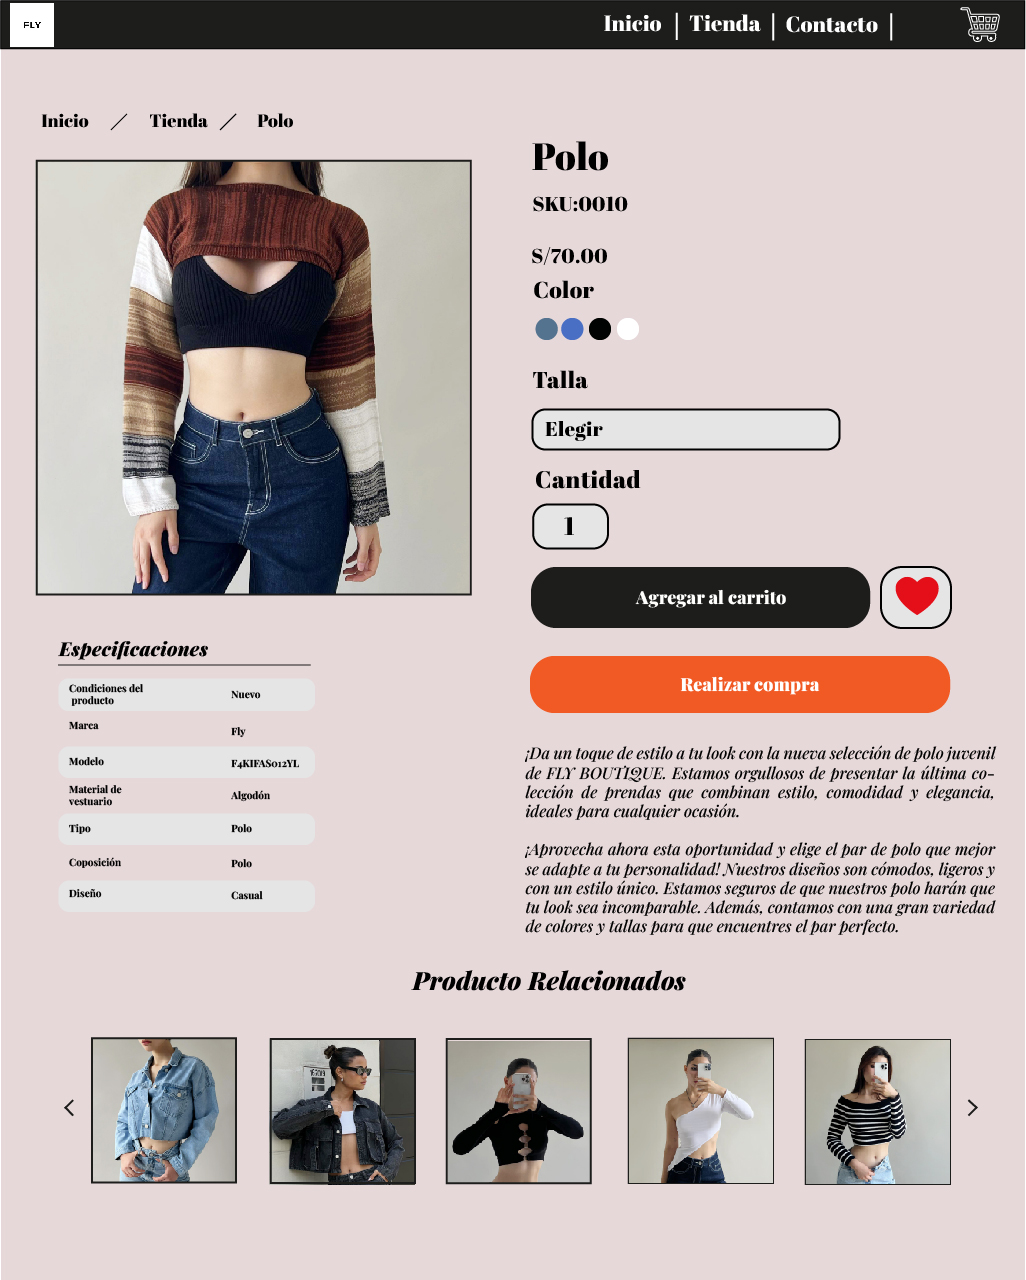 FLY
Inicio | Tienda | Contacto |
Inicio / Tienda / Polo
Polo
SKU:0010
S/70.00
Color
Talla
Elegir
Cantidad
1
Agregar al carrito
Realizar compra
Especificaciones
Condiciones del
producto
Nuevo
Marca
Fly
Modelo
F4KIFAS012YL
Material de
vestuario
Algodón
Tipo
Polo
Coposición
Polo
Diseño
Casual
¡Da un toque de estilo a tu look con la nueva selección de polo juvenil
de FLY BOUTIQUE. Estamos orgullosos de presentar la última co-
lección de prendas que combinan estilo, comodidad y elegancia,
ideales para cualquier ocasión.
¡Aprovecha ahora esta oportunidad y elige el par de polo que mejor
se adapte a tu personalidad! Nuestros diseños son cómodos, ligeros y
con un estilo único. Estamos seguros de que nuestros polo harán que
tu look sea incomparable. Además, contamos con una gran variedad
de colores y tallas para que encuentres el par perfecto.
Producto Relacionados